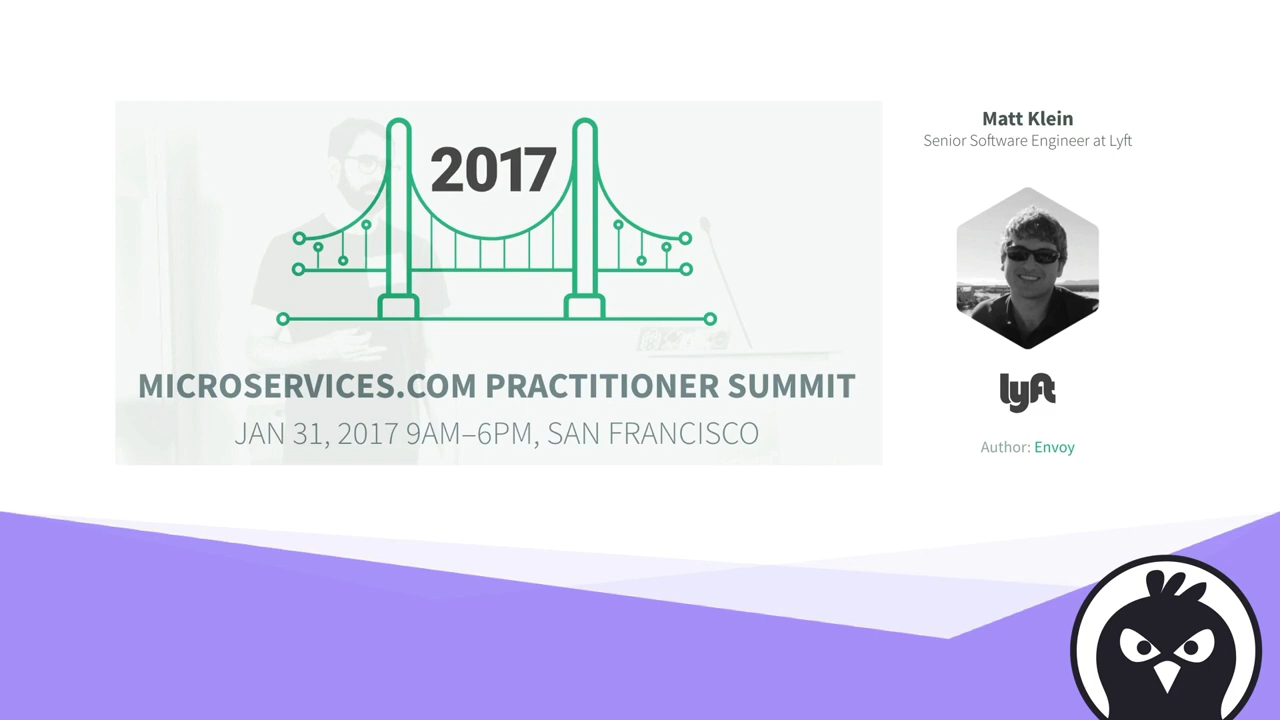 2017
MICROSERVICES.COM PRACTITIONER SUMMIT
JAN 31, 2017 9AM–6PM, SAN FRANCISCO
Matt Klein
Senior Software Engineer at Lyft
lyft
Author: Envoy